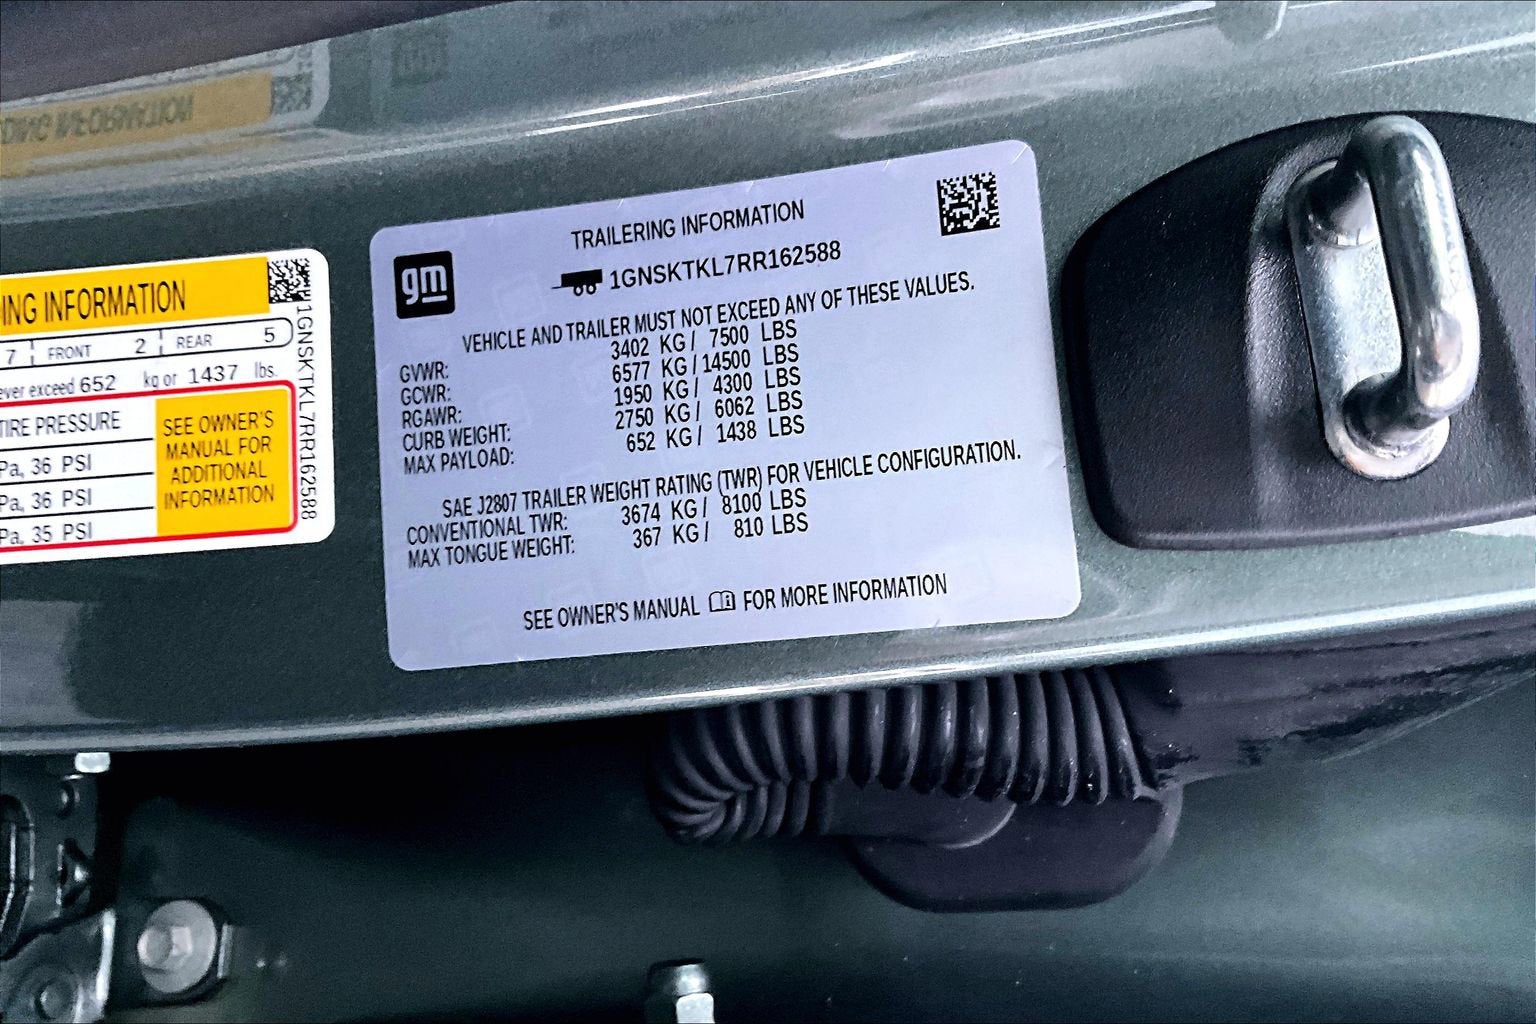 ING INFORMATION
7 FRONT 2 REAR 5
ever exceed 652 kg or 1437 lbs.
TIRE PRESSURE
Pa, 36 PSI
Pa, 36 PSI
Pa, 35 PSI
SEE OWNER'S
MANUAL FOR
ADDITIONAL
INFORMATION
1GNSKTKL7RR162588
gm
TRAILERING INFORMATION
1GNSKTKL7RR162588
VEHICLE AND TRAILER MUST NOT EXCEED ANY OF THESE VALUES.
GVWR: 3402 KG / 7500 LBS
GCWR: 6577 KG / 14500 LBS
RGAWR: 1950 KG / 4300 LBS
CURB WEIGHT: 2750 KG / 6062 LBS
MAX PAYLOAD: 652 KG / 1438 LBS
SAE J2807 TRAILER WEIGHT RATING (TWR) FOR VEHICLE CONFIGURATION.
CONVENTIONAL TWR: 3674 KG / 8100 LBS
MAX TONGUE WEIGHT: 367 KG / 810 LBS
SEE OWNER'S MANUAL FOR MORE INFORMATION